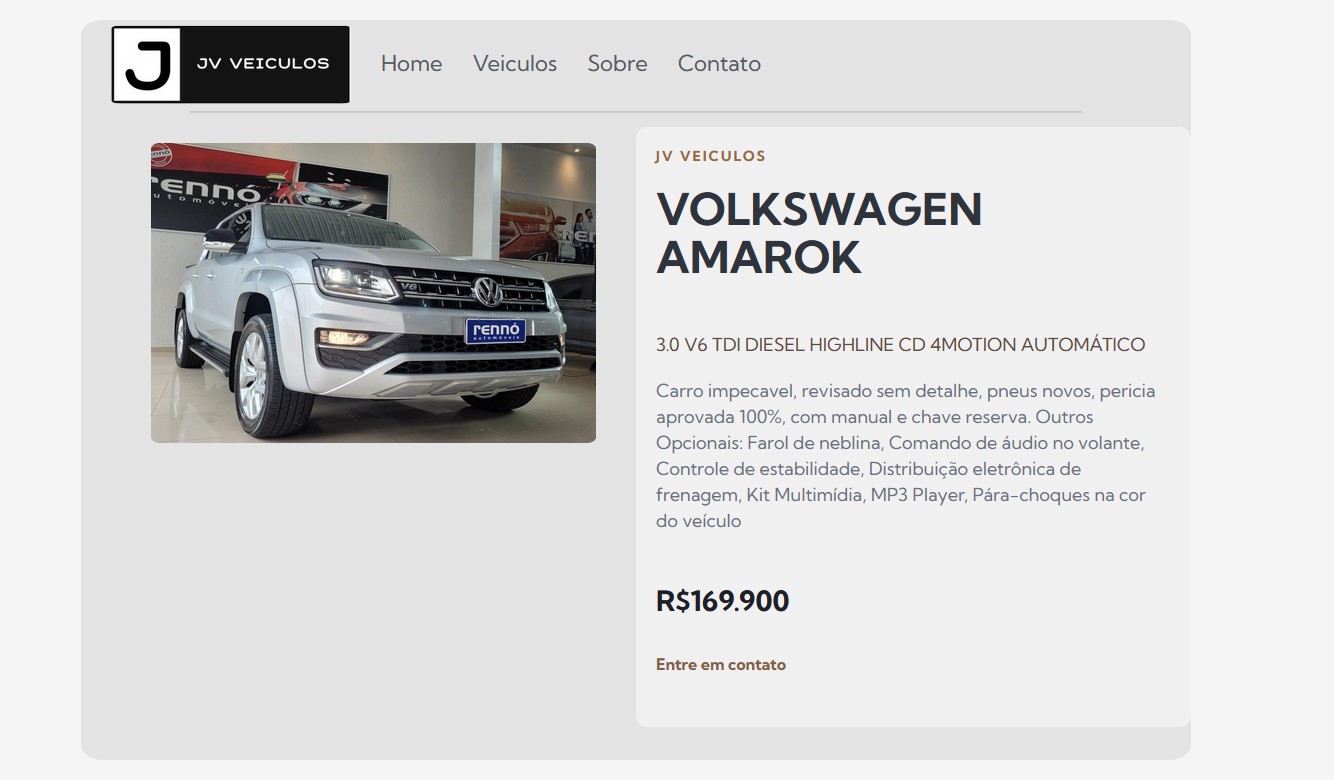 J
JV VEICULOS
Home Veiculos Sobre Contato
JV VEICULOS
VOLKSWAGEN
AMAROK
3.0 V6 TDI DIESEL HIGHLINE CD 4MOTION AUTOMÁTICO
Carro impecavel, revisado sem detalhe, pneus novos, pericia
aprovada 100%, com manual e chave reserva. Outros
Opcionais: Farol de neblina, Comando de áudio no volante,
Controle de estabilidade, Distribuição eletrônica de
frenagem, Kit Multimídia, MP3 Player, Pára-choques na cor
do veículo
R$169.900
Entre em contato
rennó
automóveis
V6
rennó
automóveis